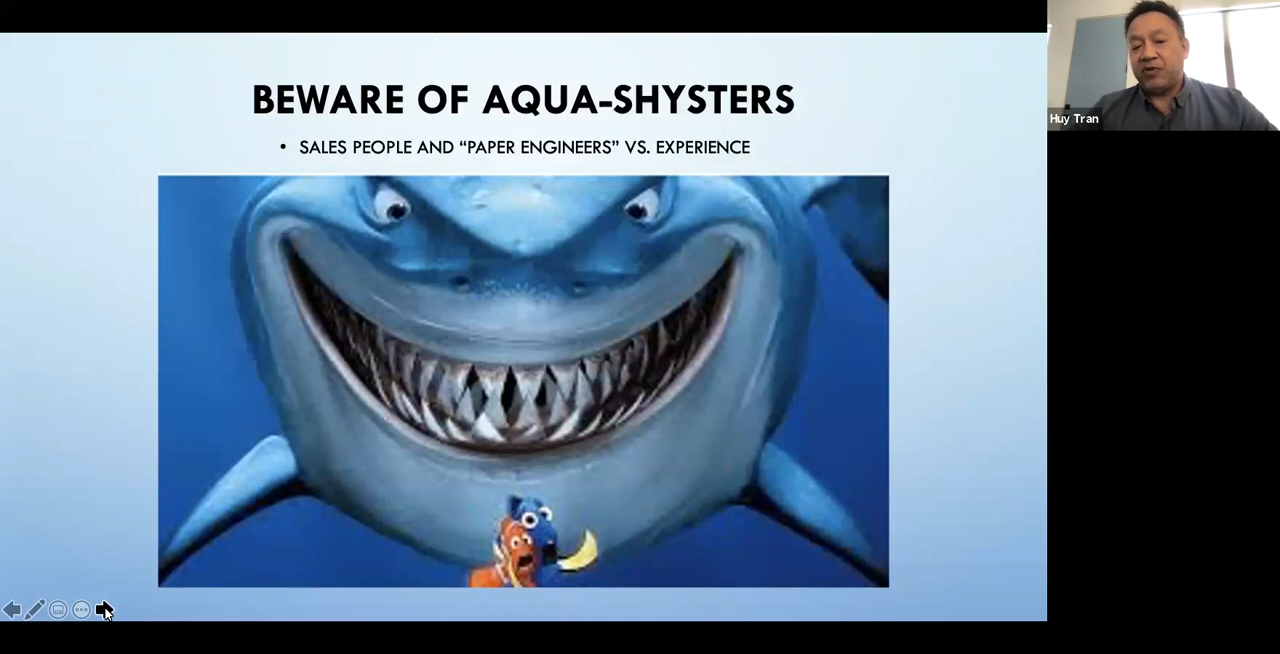 BEWARE OF AQUA-SHYSTERS
• SALES PEOPLE AND “PAPER ENGINEERS” VS. EXPERIENCE
Huy Tran